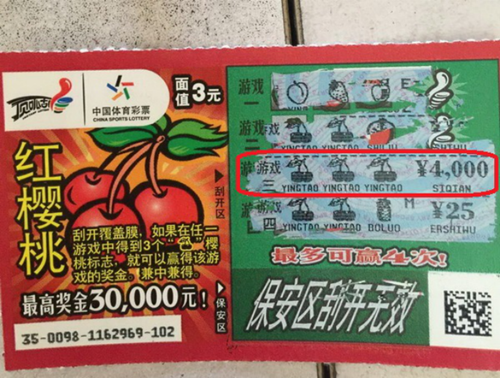 顶呱刮
中国体育彩票
CHINA SPORTS LOTTERY
面值3元
红樱桃
刮开覆盖膜，如果在任一
游戏中得到3个“ ”樱
桃标志，就可以赢得该游
戏的奖金。兼中兼得。
最高奖金30,000元!
35-0098-1162969-102
刮开区
保安区
游戏
一
游戏
游戏
三
¥4,000
YINGTAO YINGTAO YINGTAO SIQIAN
游戏
四
¥25
YINGTAO YINGTAO BOLUO ERSHIWU
最多可赢4次!
保安区刮开无效